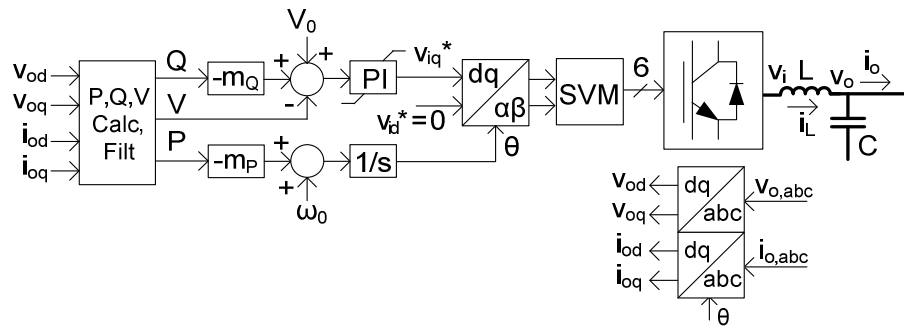 V₀
Q
-mQ
+
+
-
PI
viq*
vid*=0
dq
αβ
θ
SVM
6
vi
L
iL
vo
io
C
vod
voq
iod
ioq
P,Q,V
Calc,
Filt
V
P
-mP
+
+
ω₀
1/s
vod
voq
dq
abc
vo,abc
iod
ioq
dq
abc
io,abc
θ